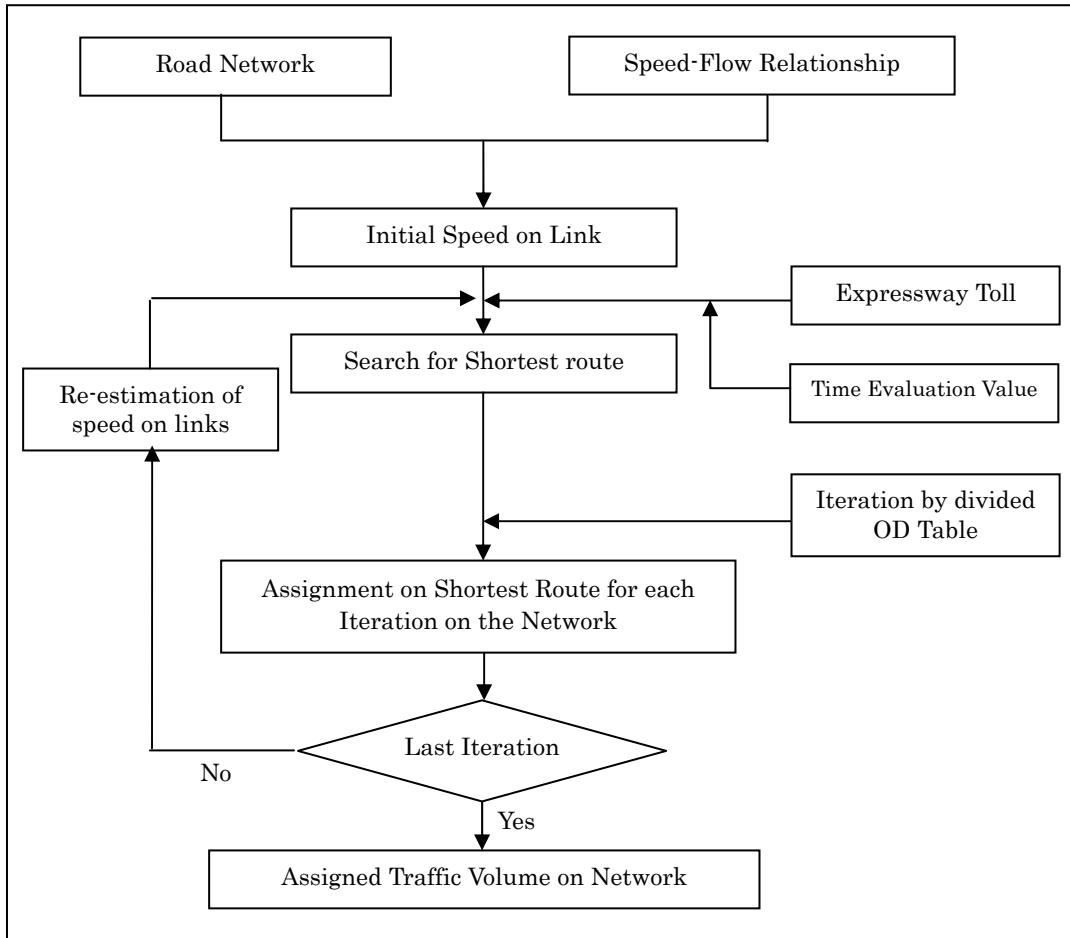 Road Network
Speed-Flow Relationship
Initial Speed on Link
Expressway Toll
Search for Shortest route
Time Evaluation Value
Re-estimation of
speed on links
Iteration by divided
OD Table
Assignment on Shortest Route for each
Iteration on the Network
Last Iteration
No
Yes
Assigned Traffic Volume on Network